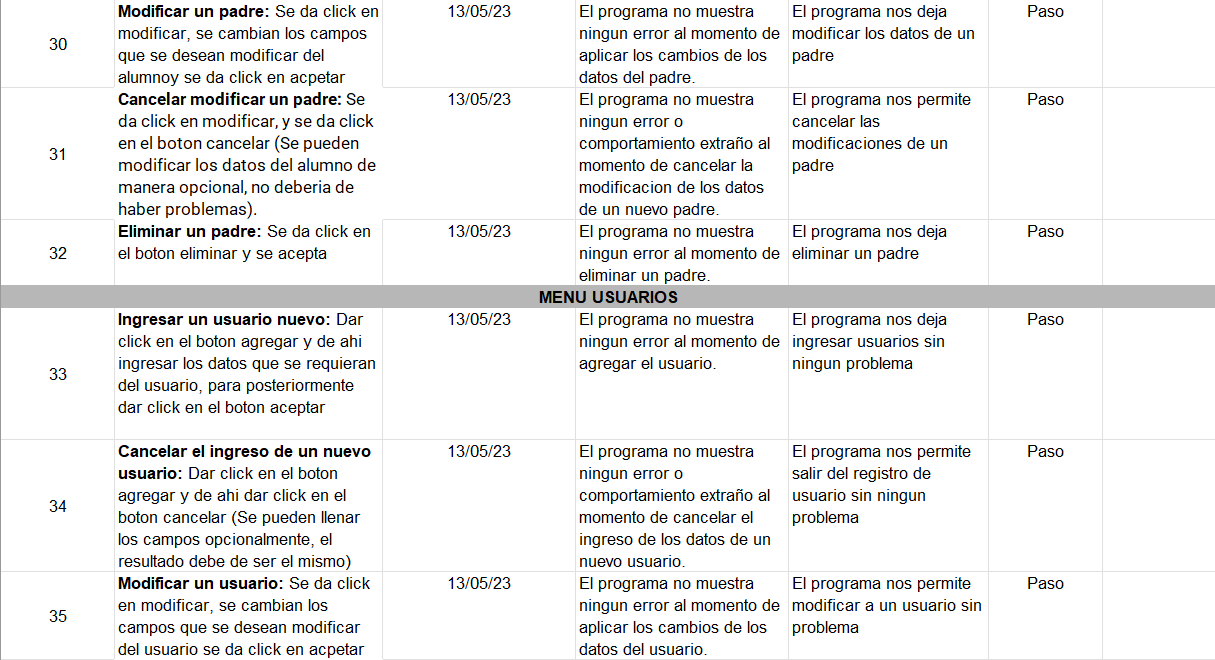 30
Modificar un padre: Se da click en
modificar, se cambian los campos
que se desean modificar del
alumnoy se da click en acpetar
13/05/23
El programa no muestra
ningun error al momento de
aplicar los cambios de los
datos del padre.
El programa nos deja
modificar los datos de un
padre
Paso
31
Cancelar modificar un padre: Se
da click en modificar, y se da click
en el boton cancelar (Se pueden
modificar los datos del alumno de
manera opcional, no deberia de
haber problemas).
13/05/23
El programa no muestra
ningun error o
comportamiento extraño al
momento de cancelar la
modificacion de los datos
de un nuevo padre.
El programa nos permite
cancelar las
modificaciones de un
padre
Paso
32
Eliminar un padre: Se da click en
el boton eliminar y se acepta
13/05/23
El programa no muestra
ningun error al momento de
eliminar un padre.
El programa nos deja
eliminar un padre
Paso
MENU USUARIOS
33
Ingresar un usuario nuevo: Dar
click en el boton agregar y de ahi
ingresar los datos que se requieran
del usuario, para posteriormente
dar click en el boton aceptar
13/05/23
El programa no muestra
ningun error al momento de
agregar el usuario.
El programa nos deja
ingresar usuarios sin
ningun problema
Paso
34
Cancelar el ingreso de un nuevo
usuario: Dar click en el boton
agregar y de ahi dar click en el
boton cancelar (Se pueden llenar
los campos opcionalmente, el
resultado debe de ser el mismo)
13/05/23
El programa no muestra
ningun error o
comportamiento extraño al
momento de cancelar el
ingreso de los datos de un
nuevo usuario.
El programa nos permite
salir del registro de
usuario sin ningun
problema
Paso
35
Modificar un usuario: Se da click
en modificar, se cambian los
campos que se desean modificar
del usuario se da click en acpetar
13/05/23
El programa no muestra
ningun error al momento de
aplicar los cambios de los
datos del usuario.
El programa nos permite
modificar a un usuario sin
problema
Paso